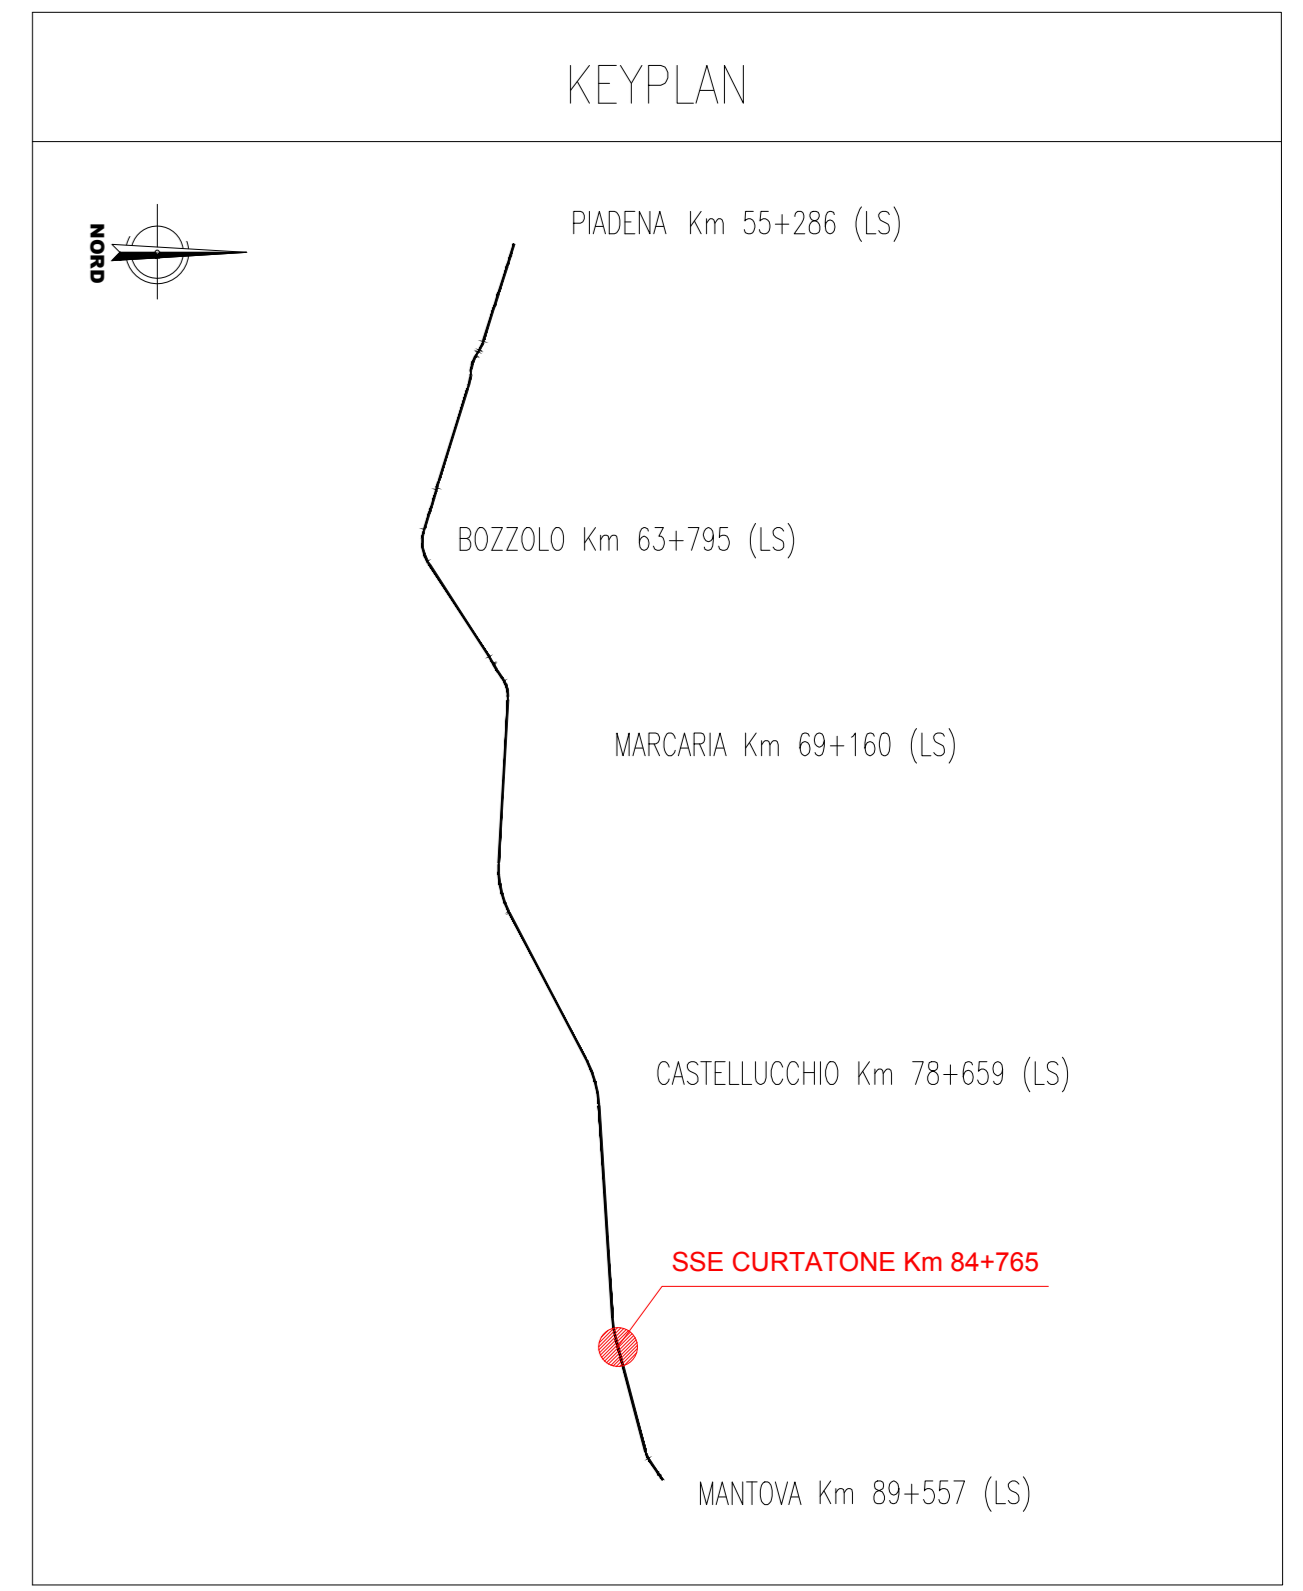 KEYPLAN
NORD
PIADENA Km 55+286 (LS)
BOZZOLO Km 63+795 (LS)
MARCARIA Km 69+160 (LS)
CASTELLUCCHIO Km 78+659 (LS)
SSE CURTATONE Km 84+765
MANTOVA Km 89+557 (LS)